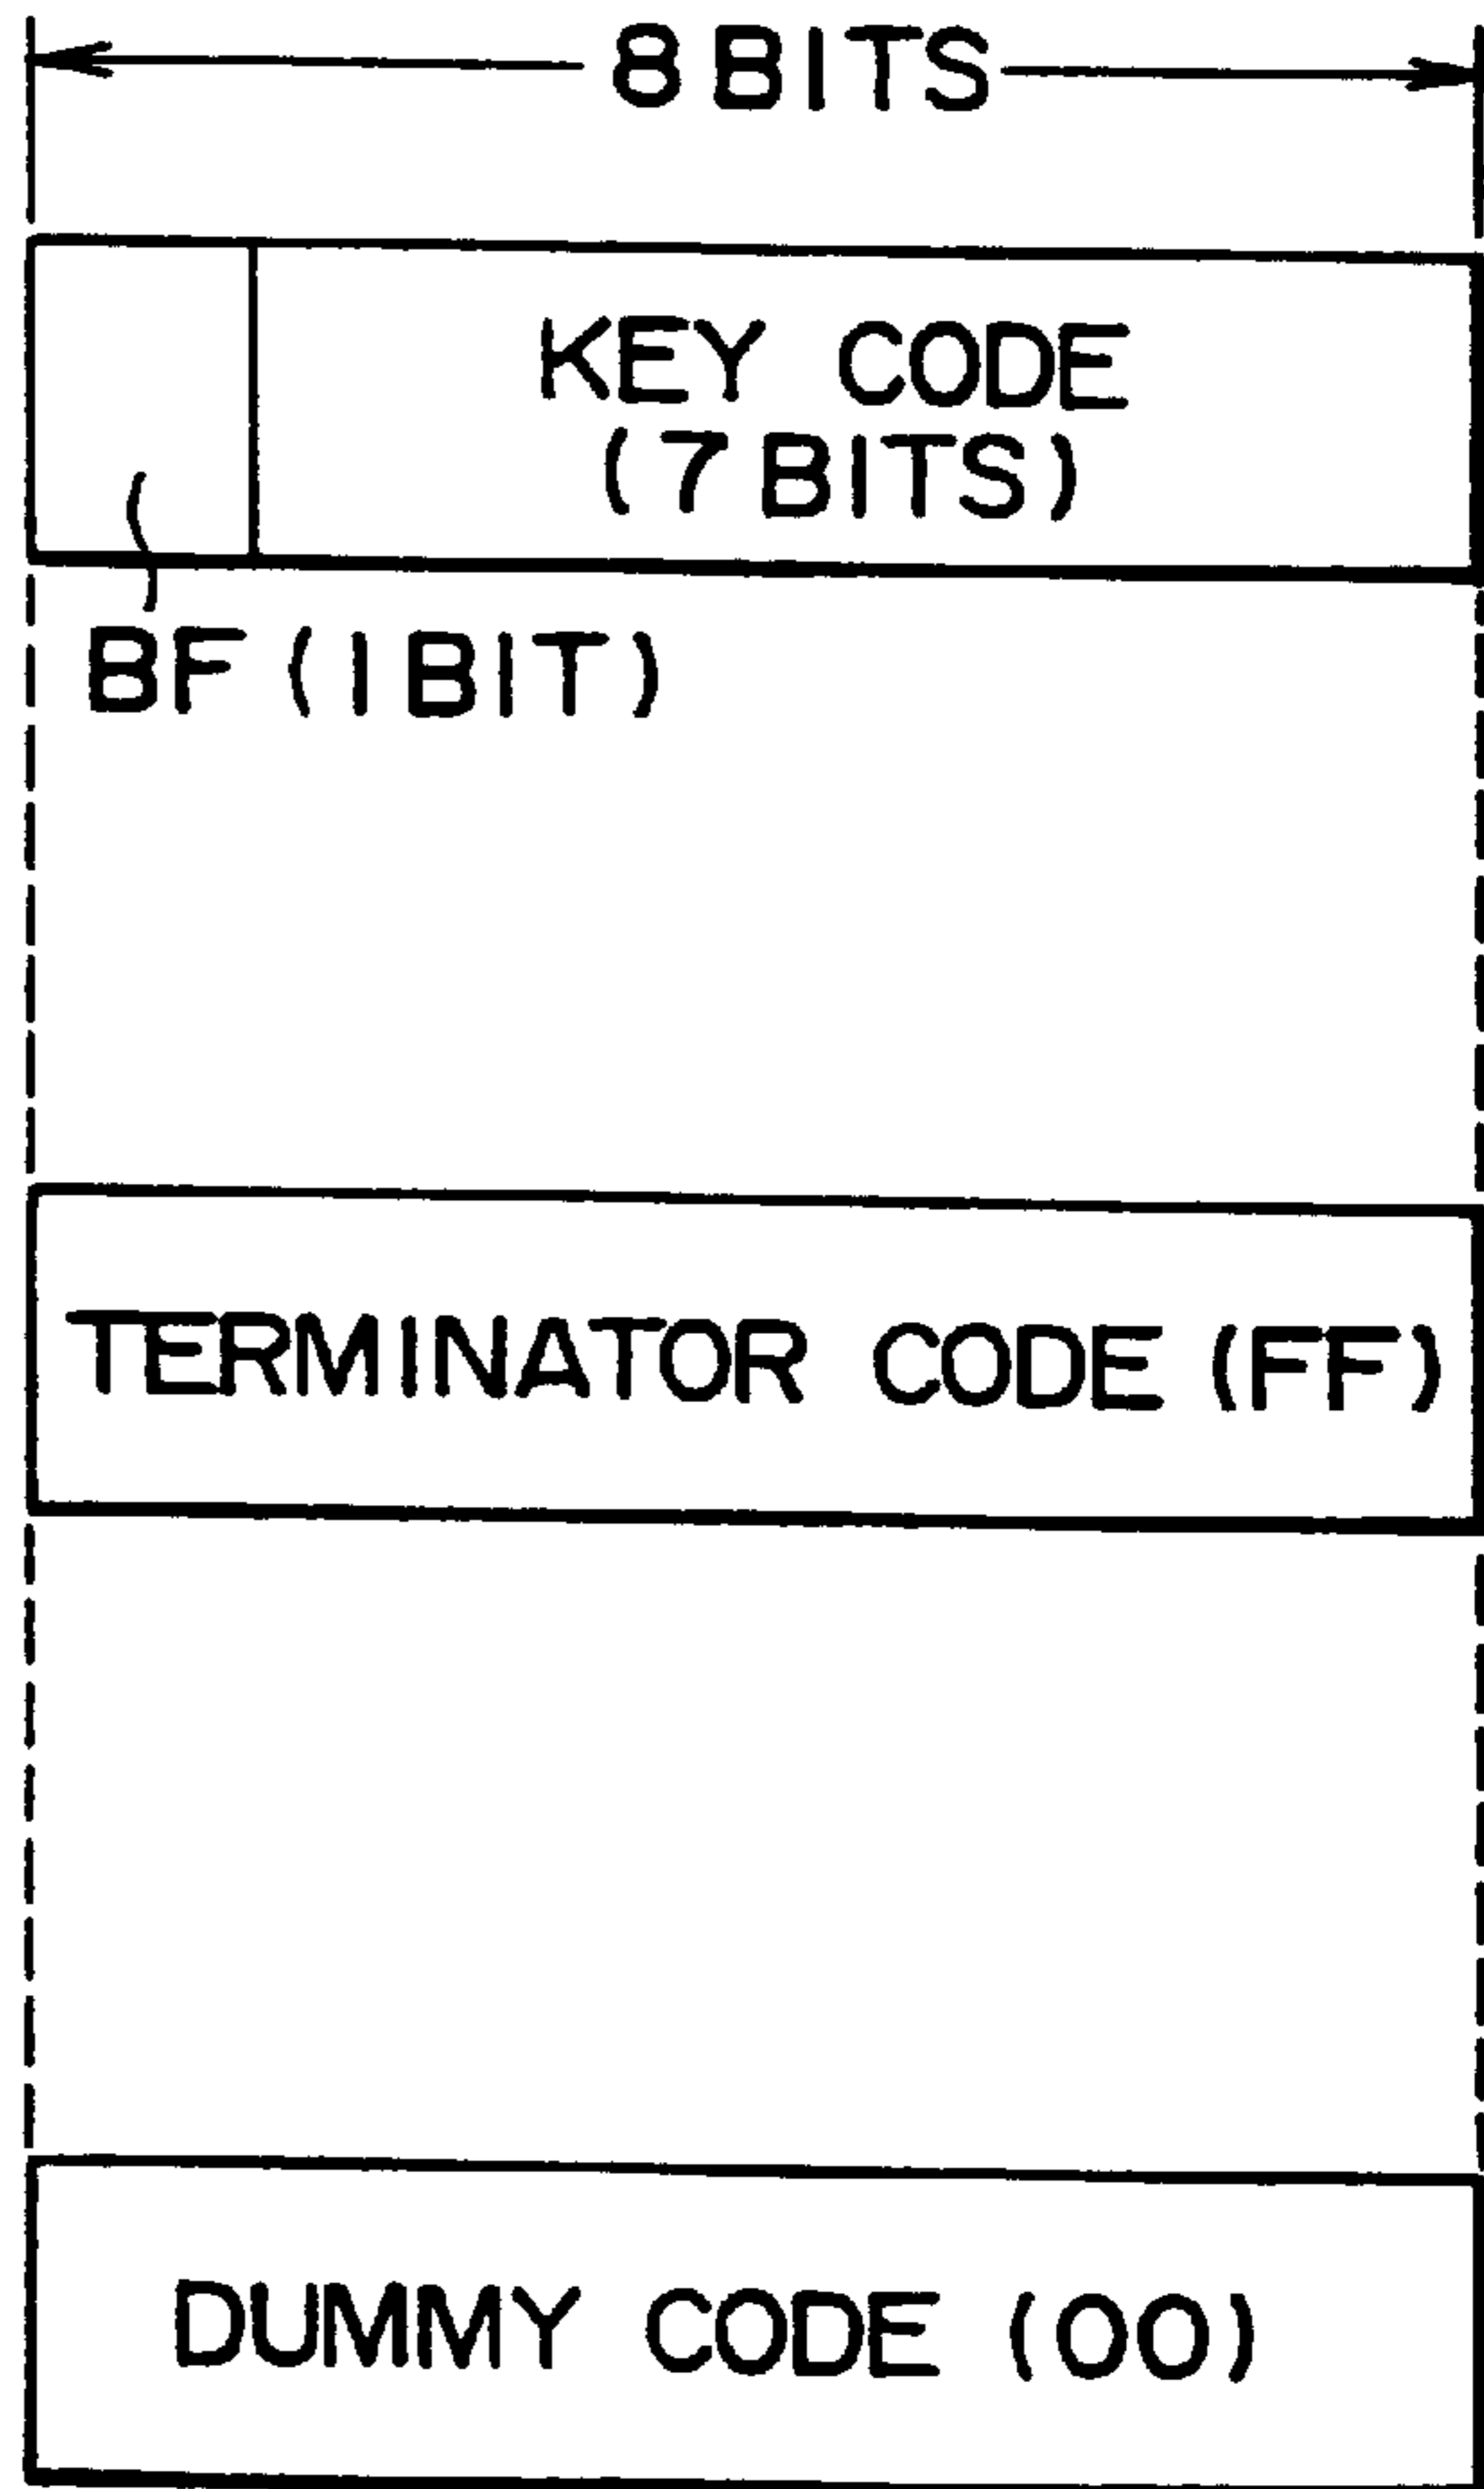 8 BITS
KEY CODE
(7 BITS)
BF (1 BIT)
TERMINATOR CODE (FF)
DUMMY CODE (00)